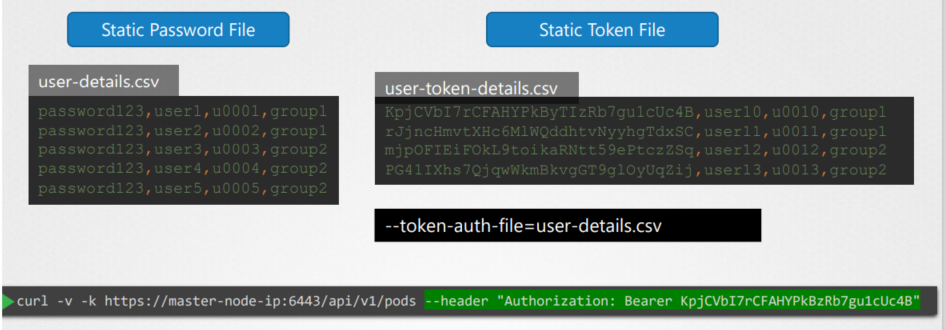 Static Password File
Static Token File
user-details.csv
password123,user1,u0001,group1
password123,user2,u0002,group1
password123,user3,u0003,group2
password123,user4,u0004,group2
password123,user5,u0005,group2
user-token-details.csv
KpjCVbI7rCFAHYPkByTIzRb7gu1cUc4B,user10,u0010,group1
rJjncHmvtXHc6MlWQddhtvNyyhgTdxSC,user11,u0011,group1
mjpOFIEiFOkL9toikaRNtt59ePtczZSq,user12,u0012,group2
PG41IXhs7QjqwWkmBkvgGT9glOyUqZij,user13,u0013,group2
--token-auth-file=user-details.csv
curl -v -k https://master-node-ip:6443/api/v1/pods --header "Authorization: Bearer KpjCVbI7rCFAHYPkBzRb7gu1cUc4B"